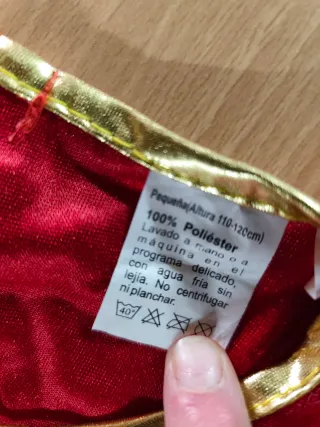 Pequeña(Altura 110-120cm)
100% Poliéster
Lavado a mano o a
máquina en el
programa delicado,
con agua fría sin
lejía. No centrifugar
ni planchar.
40°